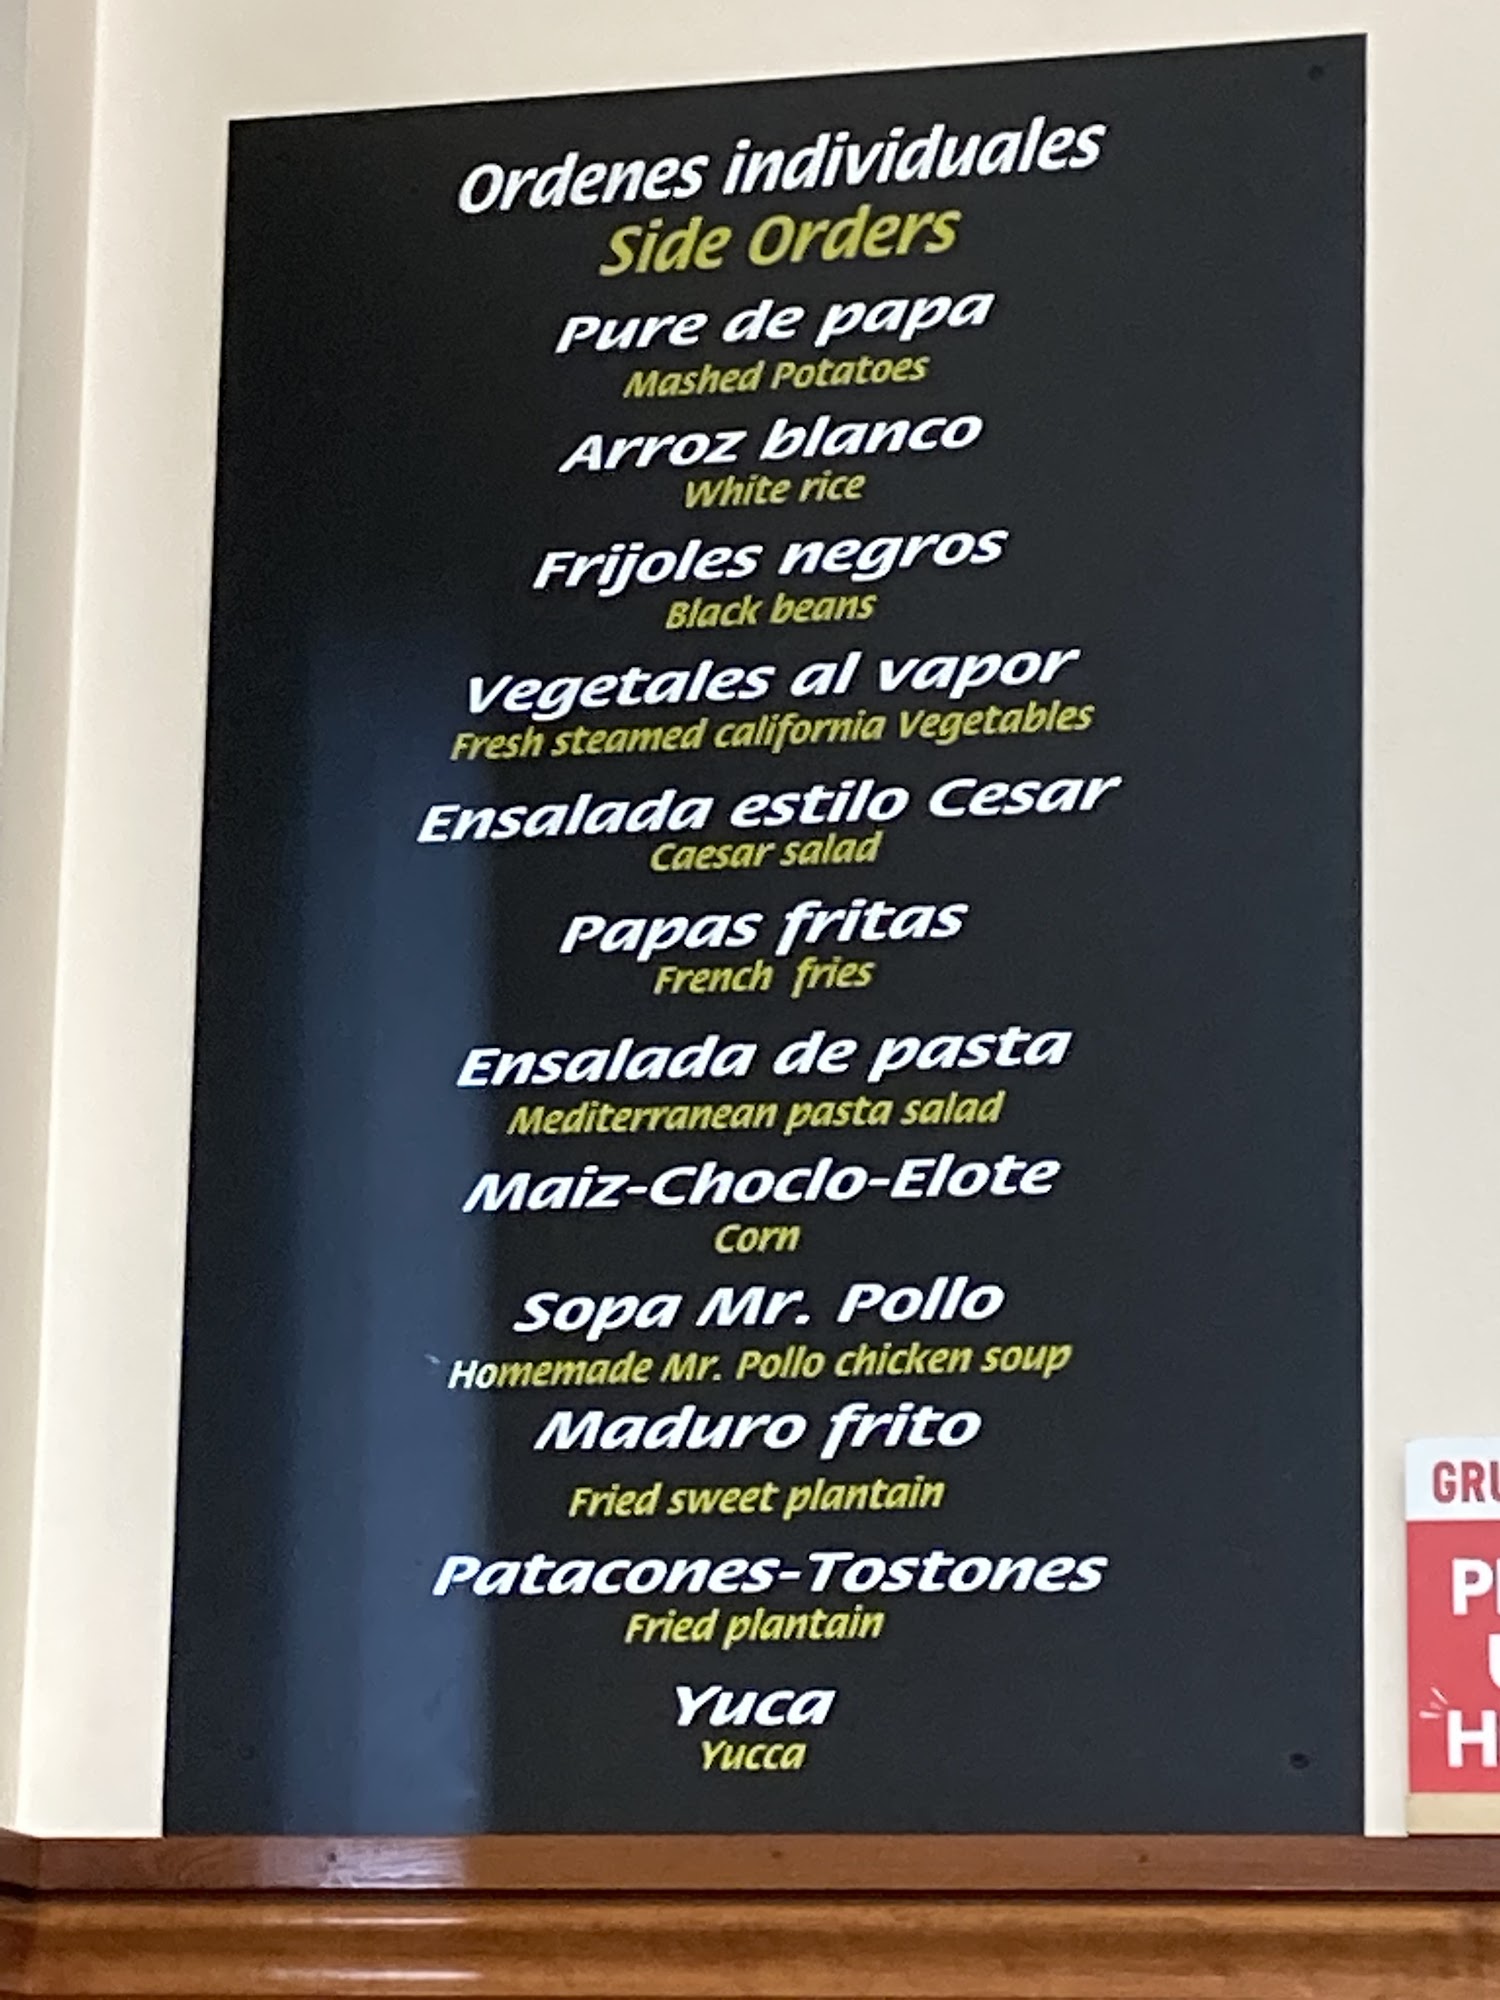 Ordenes individuales
Side Orders
Pure de papa
Mashed Potatoes
Arroz blanco
White rice
Frijoles negros
Black beans
Vegetales al vapor
Fresh steamed california Vegetables
Ensalada estilo Cesar
Caesar salad
Papas fritas
French fries
Ensalada de pasta
Mediterranean pasta salad
Maiz-Choclo-Elote
Corn
Sopa Mr. Pollo
Homemade Mr. Pollo chicken soup
Maduro frito
Fried sweet plantain
Patacones-Tostones
Fried plantain
Yuca
Yucca